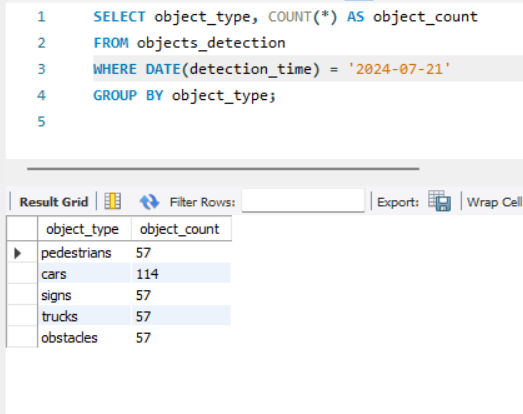 1 SELECT object_type, COUNT(*) AS object_count
2 FROM objects_detection
3 WHERE DATE(detection_time) = '2024-07-21'
4 GROUP BY object_type;
5
Result Grid Filter Rows: Export: Wrap Cell
object_type object_count
pedestrians 57
cars 114
signs 57
trucks 57
obstacles 57